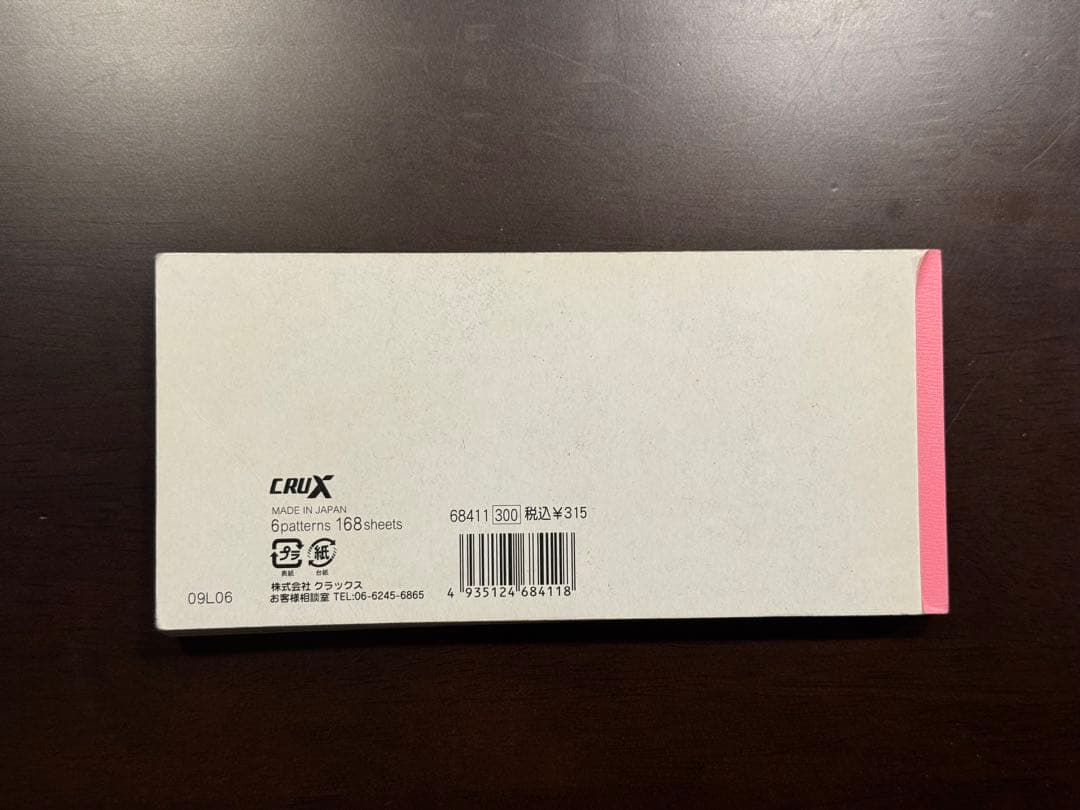 CRUX
MADE IN JAPAN
6patterns 168sheets
プラ 紙
表紙 台紙
株式会社 クラックス
お客様相談室 TEL:06-6245-6865
68411 300 税込¥315
4 935124 684118
09L06